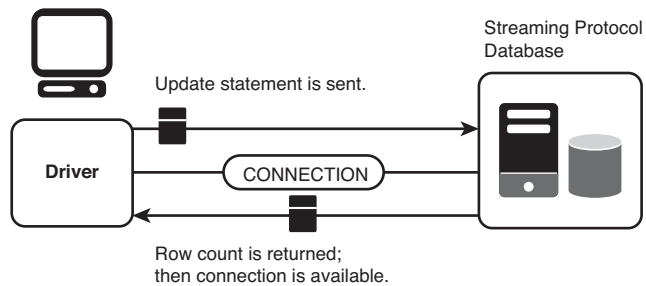 Streaming Protocol
Database
Update statement is sent.
Driver
CONNECTION
Row count is returned;
then connection is available.